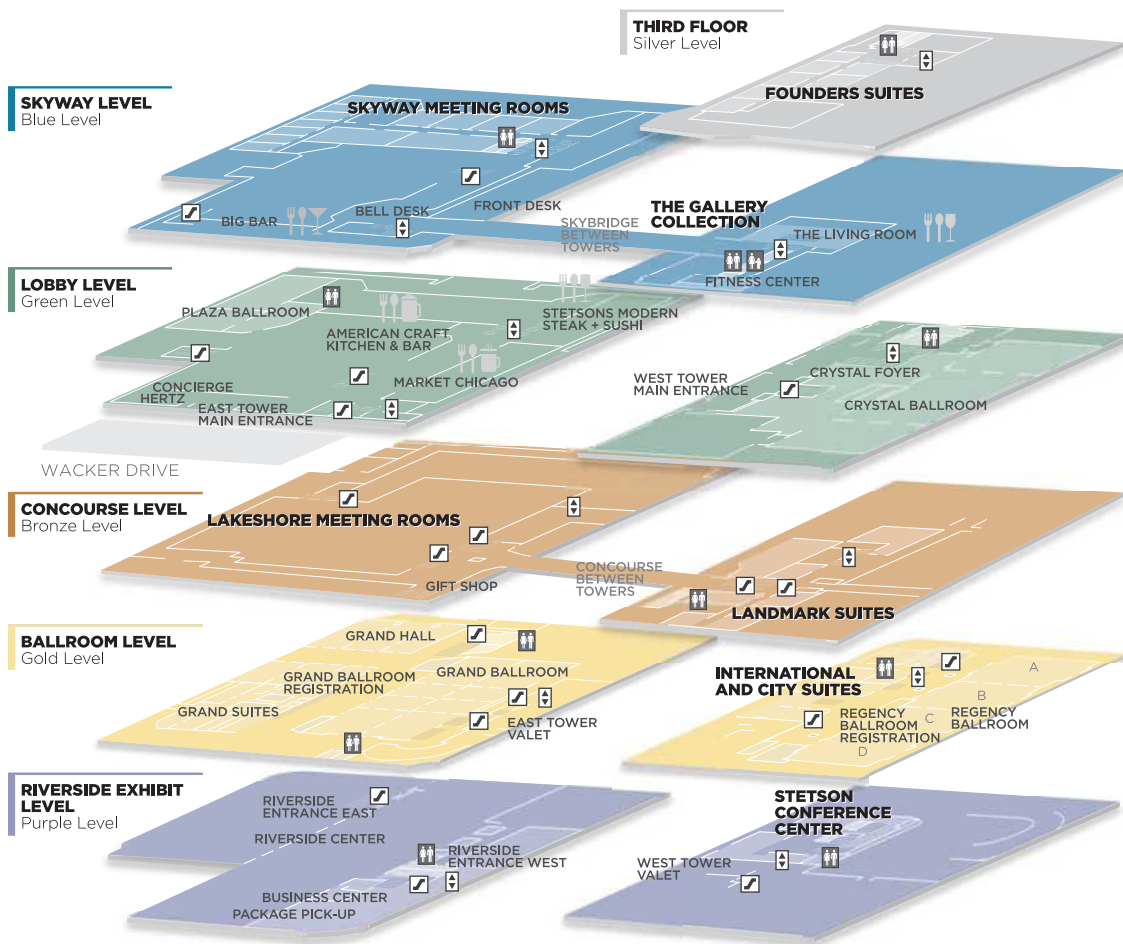 THIRD FLOOR
Silver Level
FOUNDERS SUITES
SKYWAY LEVEL
Blue Level
SKYWAY MEETING ROOMS
BIG BAR
BELL DESK
FRONT DESK
SKYBRIDGE
BETWEEN
TOWERS
THE GALLERY
COLLECTION
THE LIVING ROOM
FITNESS CENTER
LOBBY LEVEL
Green Level
PLAZA BALLROOM
AMERICAN CRAFT
KITCHEN & BAR
STETSONS MODERN
STEAK + SUSHI
MARKET CHICAGO
CONCIERGE
HERTZ
EAST TOWER
MAIN ENTRANCE
WEST TOWER
MAIN ENTRANCE
CRYSTAL FOYER
CRYSTAL BALLROOM
WACKER DRIVE
CONCOURSE LEVEL
Bronze Level
LAKESHORE MEETING ROOMS
GIFT SHOP
CONCOURSE
BETWEEN
TOWERS
LANDMARK SUITES
BALLROOM LEVEL
Gold Level
GRAND HALL
GRAND BALLROOM
GRAND BALLROOM
REGISTRATION
GRAND SUITES
EAST TOWER
VALET
INTERNATIONAL
AND CITY SUITES
A
B
C
D
REGENCY
BALLROOM
REGISTRATION
REGENCY
BALLROOM
RIVERSIDE EXHIBIT
LEVEL
Purple Level
RIVERSIDE
ENTRANCE EAST
RIVERSIDE CENTER
RIVERSIDE
ENTRANCE WEST
BUSINESS CENTER
PACKAGE PICK-UP
STETSON
CONFERENCE
CENTER
WEST TOWER
VALET